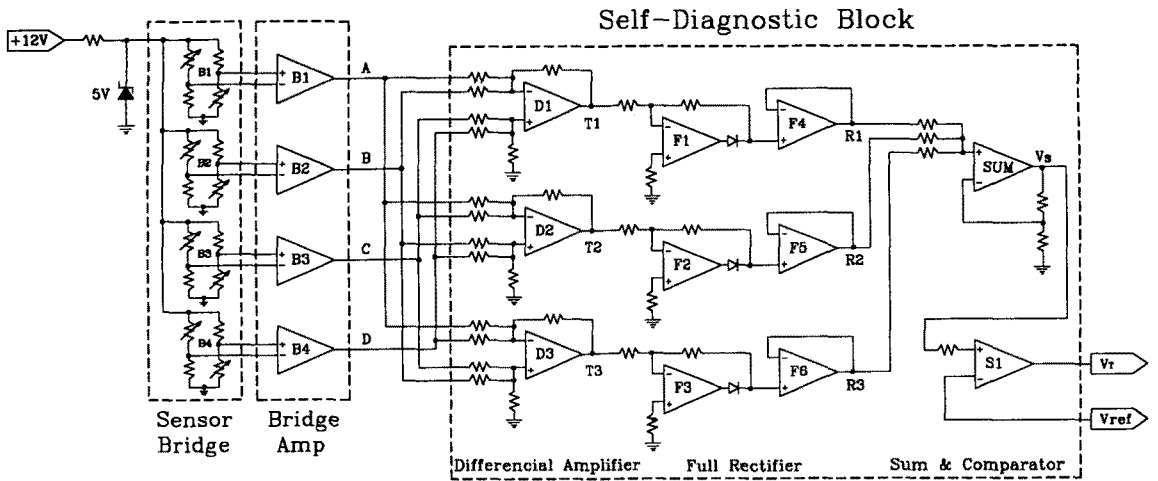 Self-Diagnostic Block
+12V
5V
B1
B1
A
B2
B2
B
B3
B3
C
B4
B4
D
D1
T1
F1
F4
R1
D2
T2
F2
F5
R2
D3
T3
F3
F6
R3
SUM
Vs
S1
Vr
Vref
Sensor
Bridge
Bridge
Amp
Differencial Amplifier
Full Rectifier
Sum & Comparator